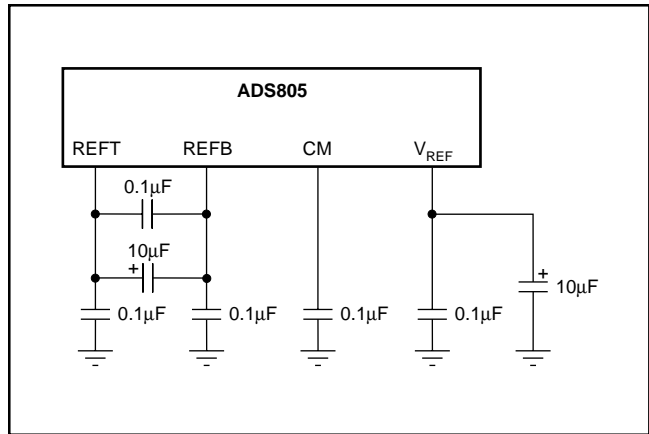 ADS805
REFT REFB CM VREF
0.1µF
10µF
+
+
10µF
0.1µF 0.1µF 0.1µF 0.1µF